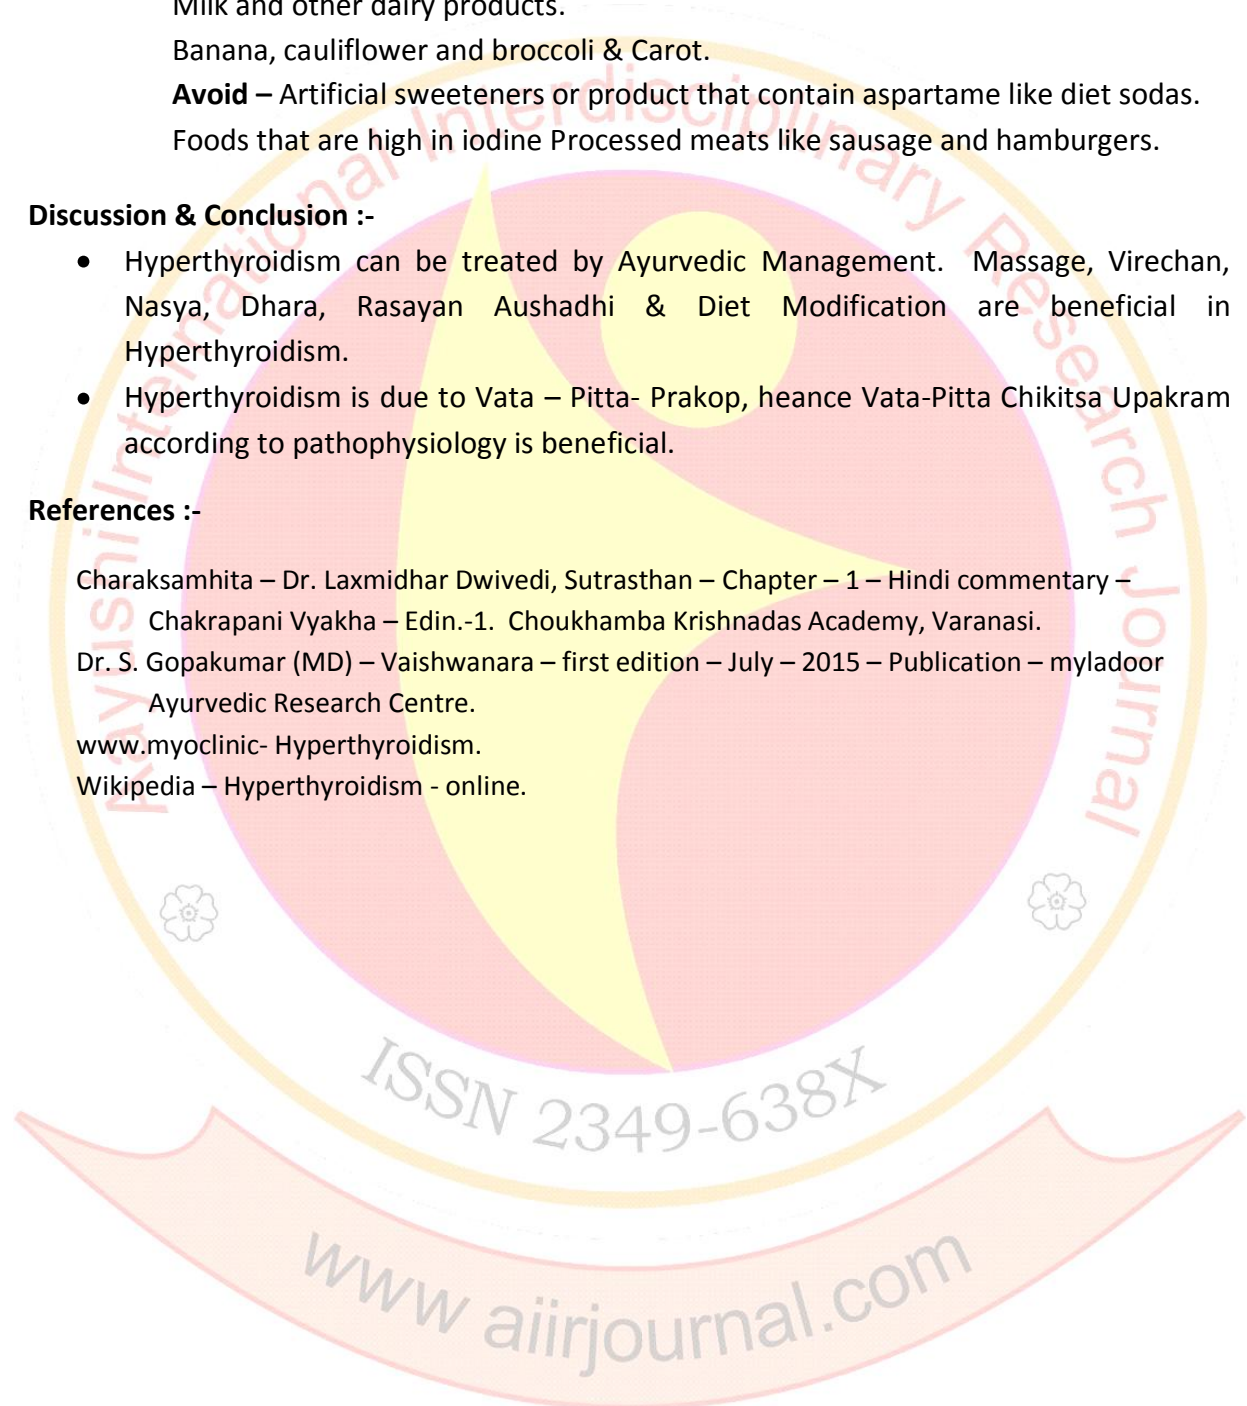 Milk and other dairy products.
Banana, cauliflower and broccoli & Carot.
Avoid – Artificial sweeteners or product that contain aspartame like diet sodas.
Foods that are high in iodine Processed meats like sausage and hamburgers.
Discussion & Conclusion :-
• Hyperthyroidism can be treated by Ayurvedic Management. Massage, Virechan,
Nasya, Dhara, Rasayan Aushadhi & Diet Modification are beneficial in
Hyperthyroidism.
• Hyperthyroidism is due to Vata – Pitta- Prakop, heance Vata-Pitta Chikitsa Upakram
according to pathophysiology is beneficial.
References :-
Charaksamhita – Dr. Laxmidhar Dwivedi, Sutrasthan – Chapter – 1 – Hindi commentary –
Chakrapani Vyakha – Edin.-1. Choukhamba Krishnadas Academy, Varanasi.
Dr. S. Gopakumar (MD) – Vaishwanara – first edition – July – 2015 – Publication – myladoor
Ayurvedic Research Centre.
www.myoclinic- Hyperthyroidism.
Wikipedia – Hyperthyroidism - online.
Aayushi International Interdisciplinary Research Journal
ISSN 2349-638X
www aiirjournal.com